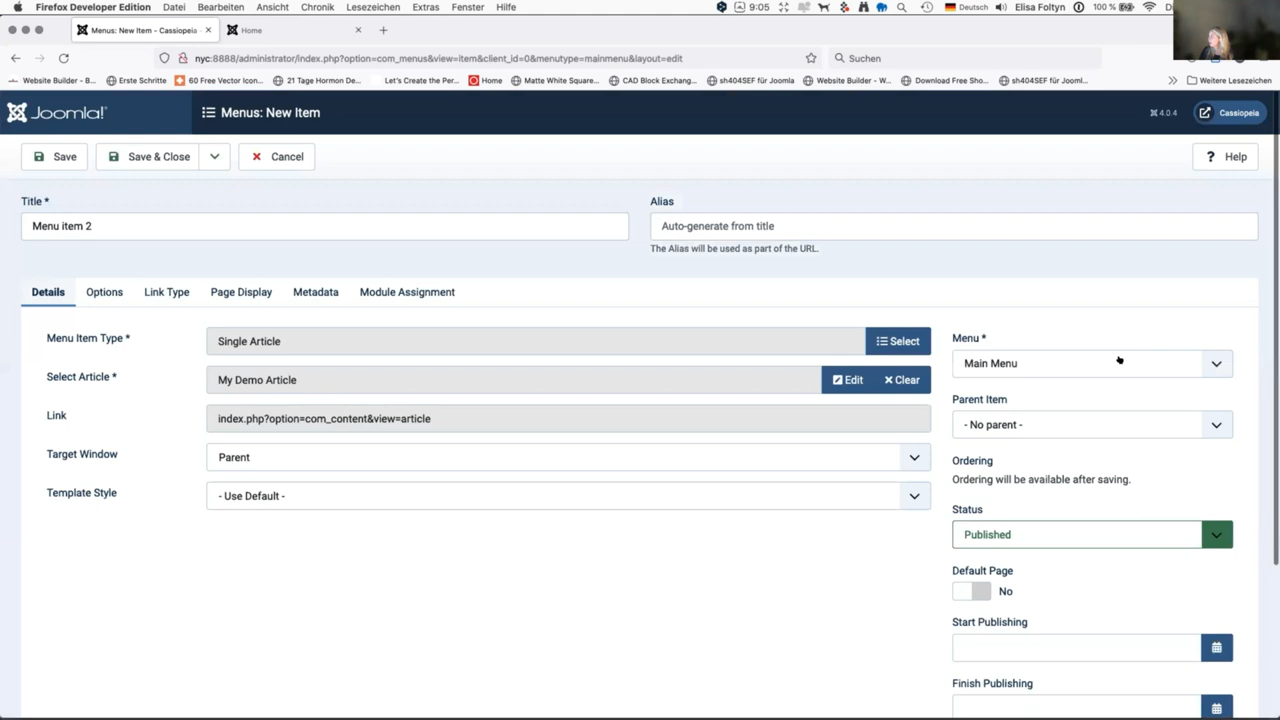 Firefox Developer Edition Datei Bearbeiten Ansicht Chronik Lesezeichen Extras Fenster Hilfe 9:05 Deutsch 100 % Elisa Foltyn
Menus: New Item - Cassiopeia × Home × +
nyc:8888/administrator/index.php?option=com_menus&view=item&client_id=0&menutype=mainmenu&layout=edit Suchen
Website Builder - B... Erste Schritte 60 Free Vector Icon... 21 Tage Hormon De... Let's Create the Per... Home Matte White Square... CAD Block Exchang... sh404SEF für Joomla Website Builder - W... Download Free Sho... sh404SEF für Jooml... Weitere Lesezeichen
Joomla! Menus: New Item 4.0.4 Cassiopeia
Save Save & Close Cancel ? Help
Title * Alias
Menu item 2 Auto-generate from title
The Alias will be used as part of the URL.
Details Options Link Type Page Display Metadata Module Assignment
Menu Item Type * Single Article Select Menu *
Main Menu
Select Article * My Demo Article Edit Clear
Parent Item
Link index.php?option=com_content&view=article - No parent -
Target Window Parent Ordering
Ordering will be available after saving.
Template Style - Use Default - Status
Published
Default Page
No
Start Publishing
Finish Publishing